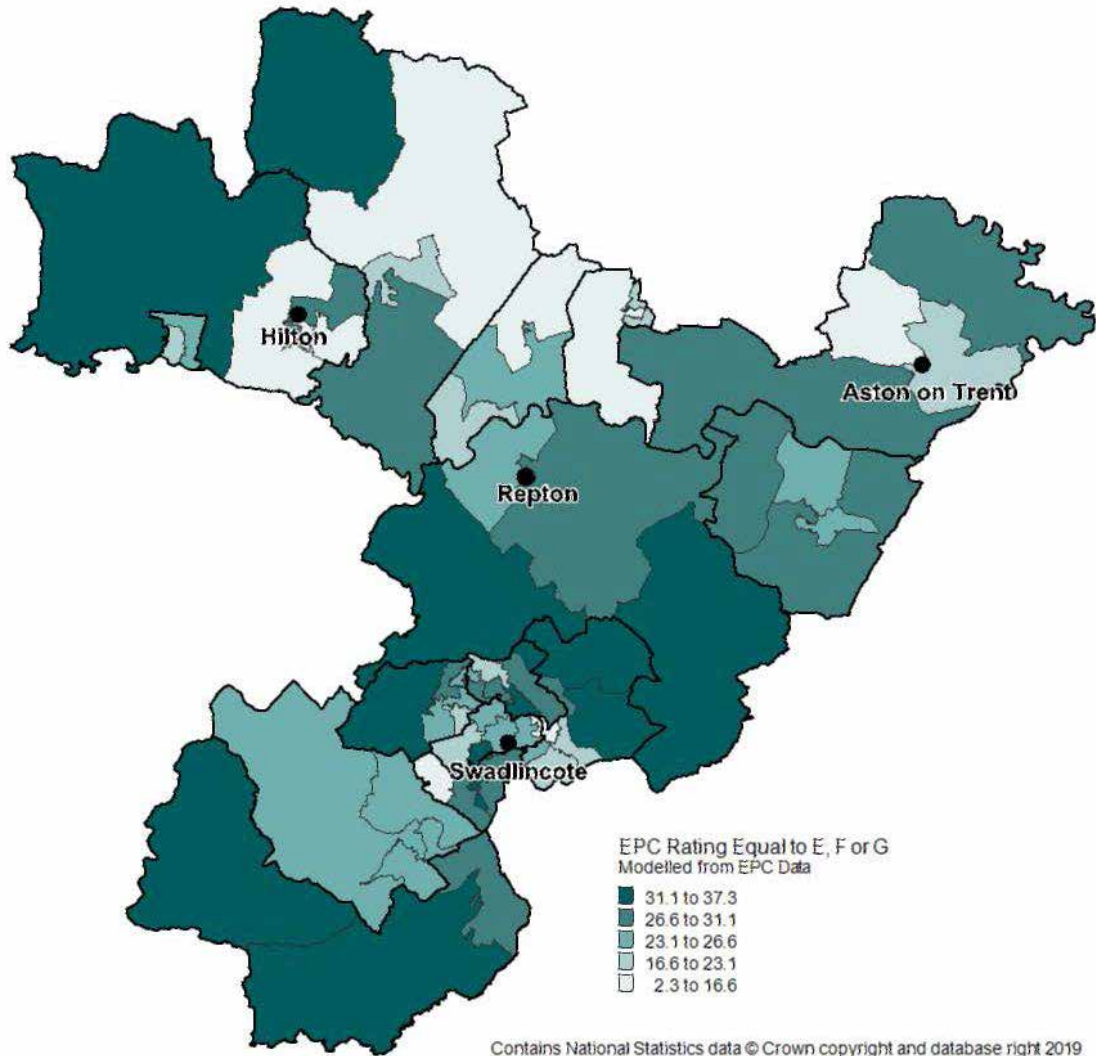 Hilton
Aston on Trent
Repton
Swadlincote
EPC Rating Equal to E, F or G
Modelled from EPC Data
31.1 to 37.3
26.6 to 31.1
23.1 to 26.6
16.6 to 23.1
2.3 to 16.6
Contains National Statistics data © Crown copyright and database right 2019